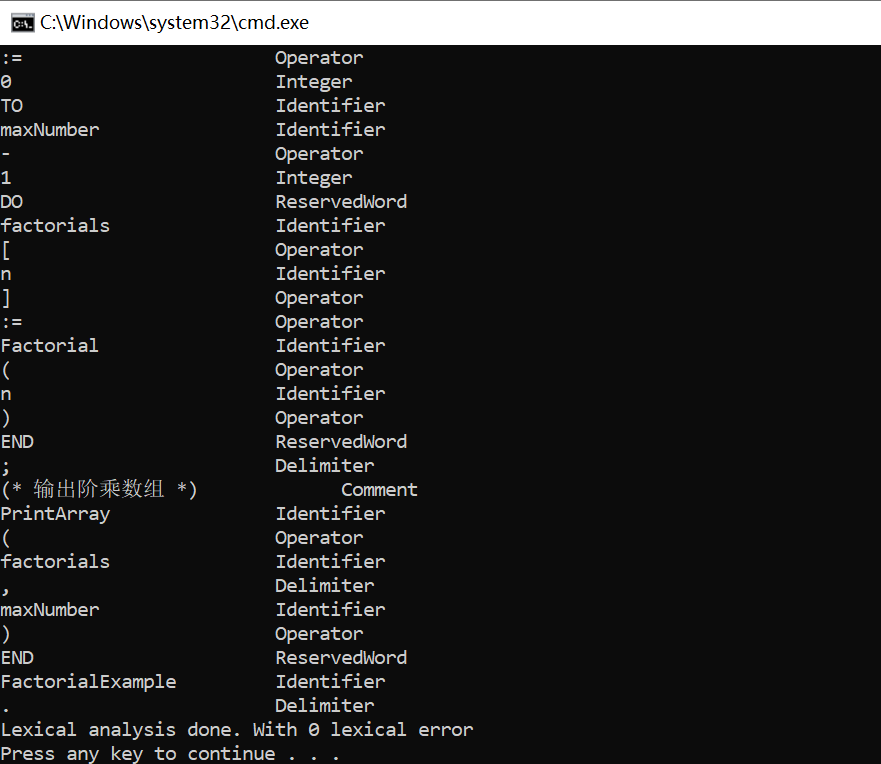 C:\Windows\system32\cmd.exe
:= Operator
0 Integer
TO Identifier
maxNumber Identifier
- Operator
1 Integer
DO ReservedWord
factorials Identifier
[ Operator
n Identifier
] Operator
:= Operator
Factorial Identifier
( Operator
n Identifier
) Operator
END ReservedWord
; Delimiter
(* 输出阶乘数组 *) Comment
PrintArray Identifier
( Operator
factorials Identifier
, Delimiter
maxNumber Identifier
) Operator
END ReservedWord
FactorialExample Identifier
. Delimiter
Lexical analysis done. With 0 lexical error
Press any key to continue . . .